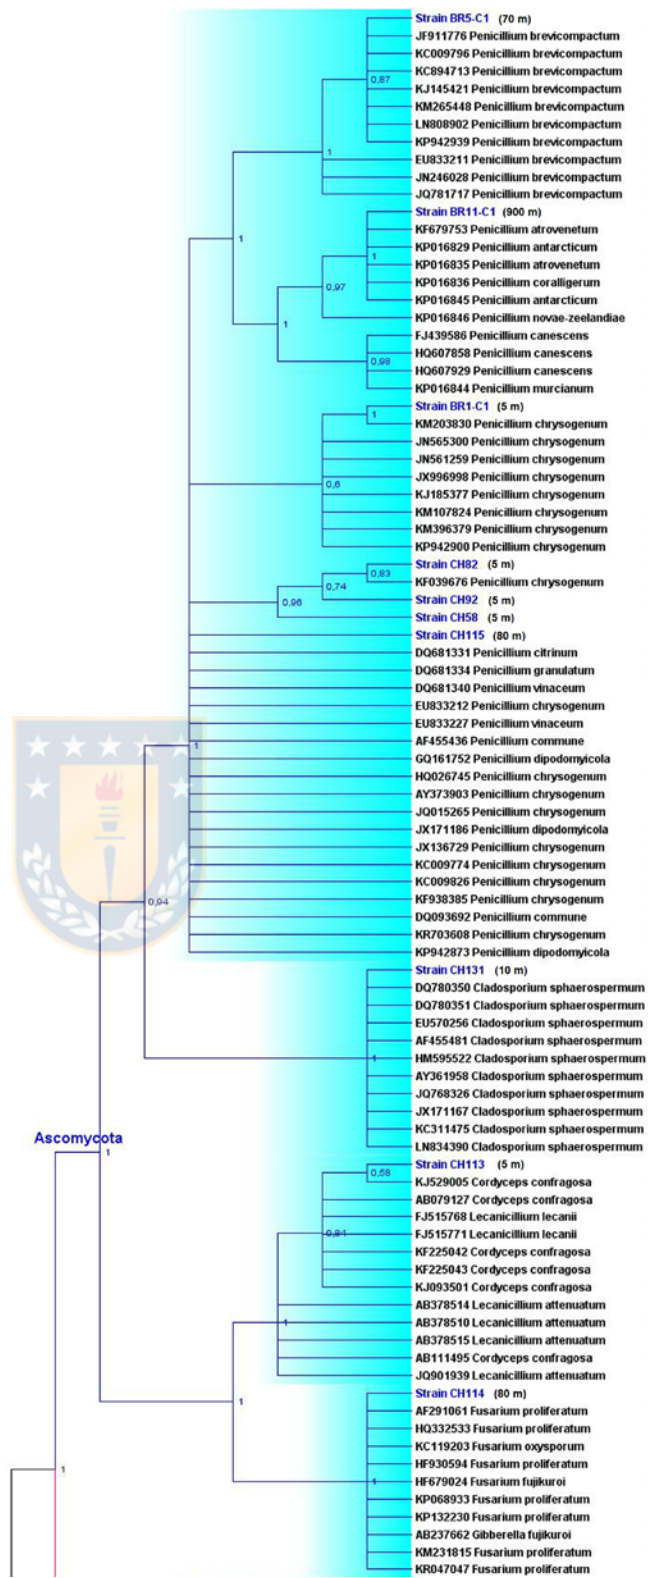 Strain BR5-C1 (70 m)
JF911776 Penicillium brevicompactum
KC009796 Penicillium brevicompactum
KC894713 Penicillium brevicompactum
0,87
KJ145421 Penicillium brevicompactum
KM265448 Penicillium brevicompactum
LN808902 Penicillium brevicompactum
KP942939 Penicillium brevicompactum
1
EU833211 Penicillium brevicompactum
JN246028 Penicillium brevicompactum
JQ781717 Penicillium brevicompactum
Strain BR11-C1 (900 m)
KF679753 Penicillium atrovenetum
1
KP016829 Penicillium antarcticum
1
KP016835 Penicillium atrovenetum
0,97
KP016836 Penicillium coralligerum
KP016845 Penicillium antarcticum
KP016846 Penicillium novae-zeelandiae
1
FJ439586 Penicillium canescens
HQ607858 Penicillium canescens
0,98
HQ607929 Penicillium canescens
KP016844 Penicillium murcianum
Strain BR1-C1 (5 m)
1
KM203830 Penicillium chrysogenum
JN565300 Penicillium chrysogenum
JN561259 Penicillium chrysogenum
JX996998 Penicillium chrysogenum
0,6
KJ185377 Penicillium chrysogenum
KM107824 Penicillium chrysogenum
KM396379 Penicillium chrysogenum
KP942900 Penicillium chrysogenum
Strain CH82 (5 m)
0,83
KF039676 Penicillium chrysogenum
0,74
Strain CH92 (5 m)
0,96
Strain CH58 (5 m)
Strain CH115 (80 m)
DQ681331 Penicillium citrinum
DQ681334 Penicillium granulatum
DQ681340 Penicillium vinaceum
EU833212 Penicillium chrysogenum
EU833227 Penicillium vinaceum
1
AF455436 Penicillium commune
GQ161752 Penicillium dipodomyicola
HQ026745 Penicillium chrysogenum
AY373903 Penicillium chrysogenum
JQ015265 Penicillium chrysogenum
JX171186 Penicillium dipodomyicola
JX136729 Penicillium chrysogenum
KC009774 Penicillium chrysogenum
KC009826 Penicillium chrysogenum
KF938385 Penicillium chrysogenum
0,94
DQ093692 Penicillium commune
KR703608 Penicillium chrysogenum
KP942873 Penicillium dipodomyicola
Strain CH131 (10 m)
DQ780350 Cladosporium sphaerospermum
DQ780351 Cladosporium sphaerospermum
EU570256 Cladosporium sphaerospermum
AF455481 Cladosporium sphaerospermum
1
HM595522 Cladosporium sphaerospermum
AY361958 Cladosporium sphaerospermum
JQ768326 Cladosporium sphaerospermum
JX171167 Cladosporium sphaerospermum
KC311475 Cladosporium sphaerospermum
Ascomycota
LN834390 Cladosporium sphaerospermum
1
Strain CH113 (5 m)
0,58
KJ529005 Cordyceps confragosa
AB079127 Cordyceps confragosa
FJ515768 Lecanicillium lecanii
0,84
FJ515771 Lecanicillium lecanii
KF225042 Cordyceps confragosa
KF225043 Cordyceps confragosa
KJ093501 Cordyceps confragosa
AB378514 Lecanicillium attenuatum
1
AB378510 Lecanicillium attenuatum
AB378515 Lecanicillium attenuatum
AB111495 Cordyceps confragosa
JQ901939 Lecanicillium attenuatum
Strain CH114 (80 m)
1
AF291061 Fusarium proliferatum
HQ332533 Fusarium proliferatum
KC119203 Fusarium oxysporum
1
HF930594 Fusarium proliferatum
1
HF679024 Fusarium fujikuroi
KP068933 Fusarium proliferatum
KP132230 Fusarium proliferatum
AB237662 Gibberella fujikuroi
KM231815 Fusarium proliferatum
KR047047 Fusarium proliferatum